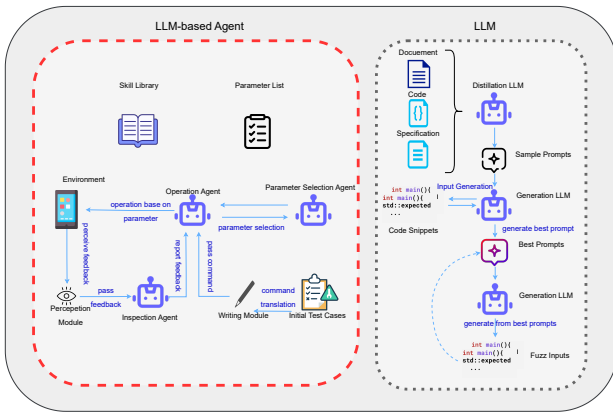 LLM-based Agent
LLM
Skill Library
Parameter List
Environment
Operation Agent
Parameter Selection Agent
operation base on
parameter
parameter selection
perceive feedback
report feedback
pass command
pass
feedback
command
translation
Percepetion
Module
Inspection Agent
Writing Module
Initial Test Cases
Docuement
Code
{}
Specification
Distillation LLM
Sample Prompts
Input Generation
int main(){
int main(){
std::expected
...
Code Snippets
Generation LLM
generate best prompt
Best Prompts
Generation LLM
generate from best prompts
int main(){
int main(){
std::expected
...
Fuzz Inputs